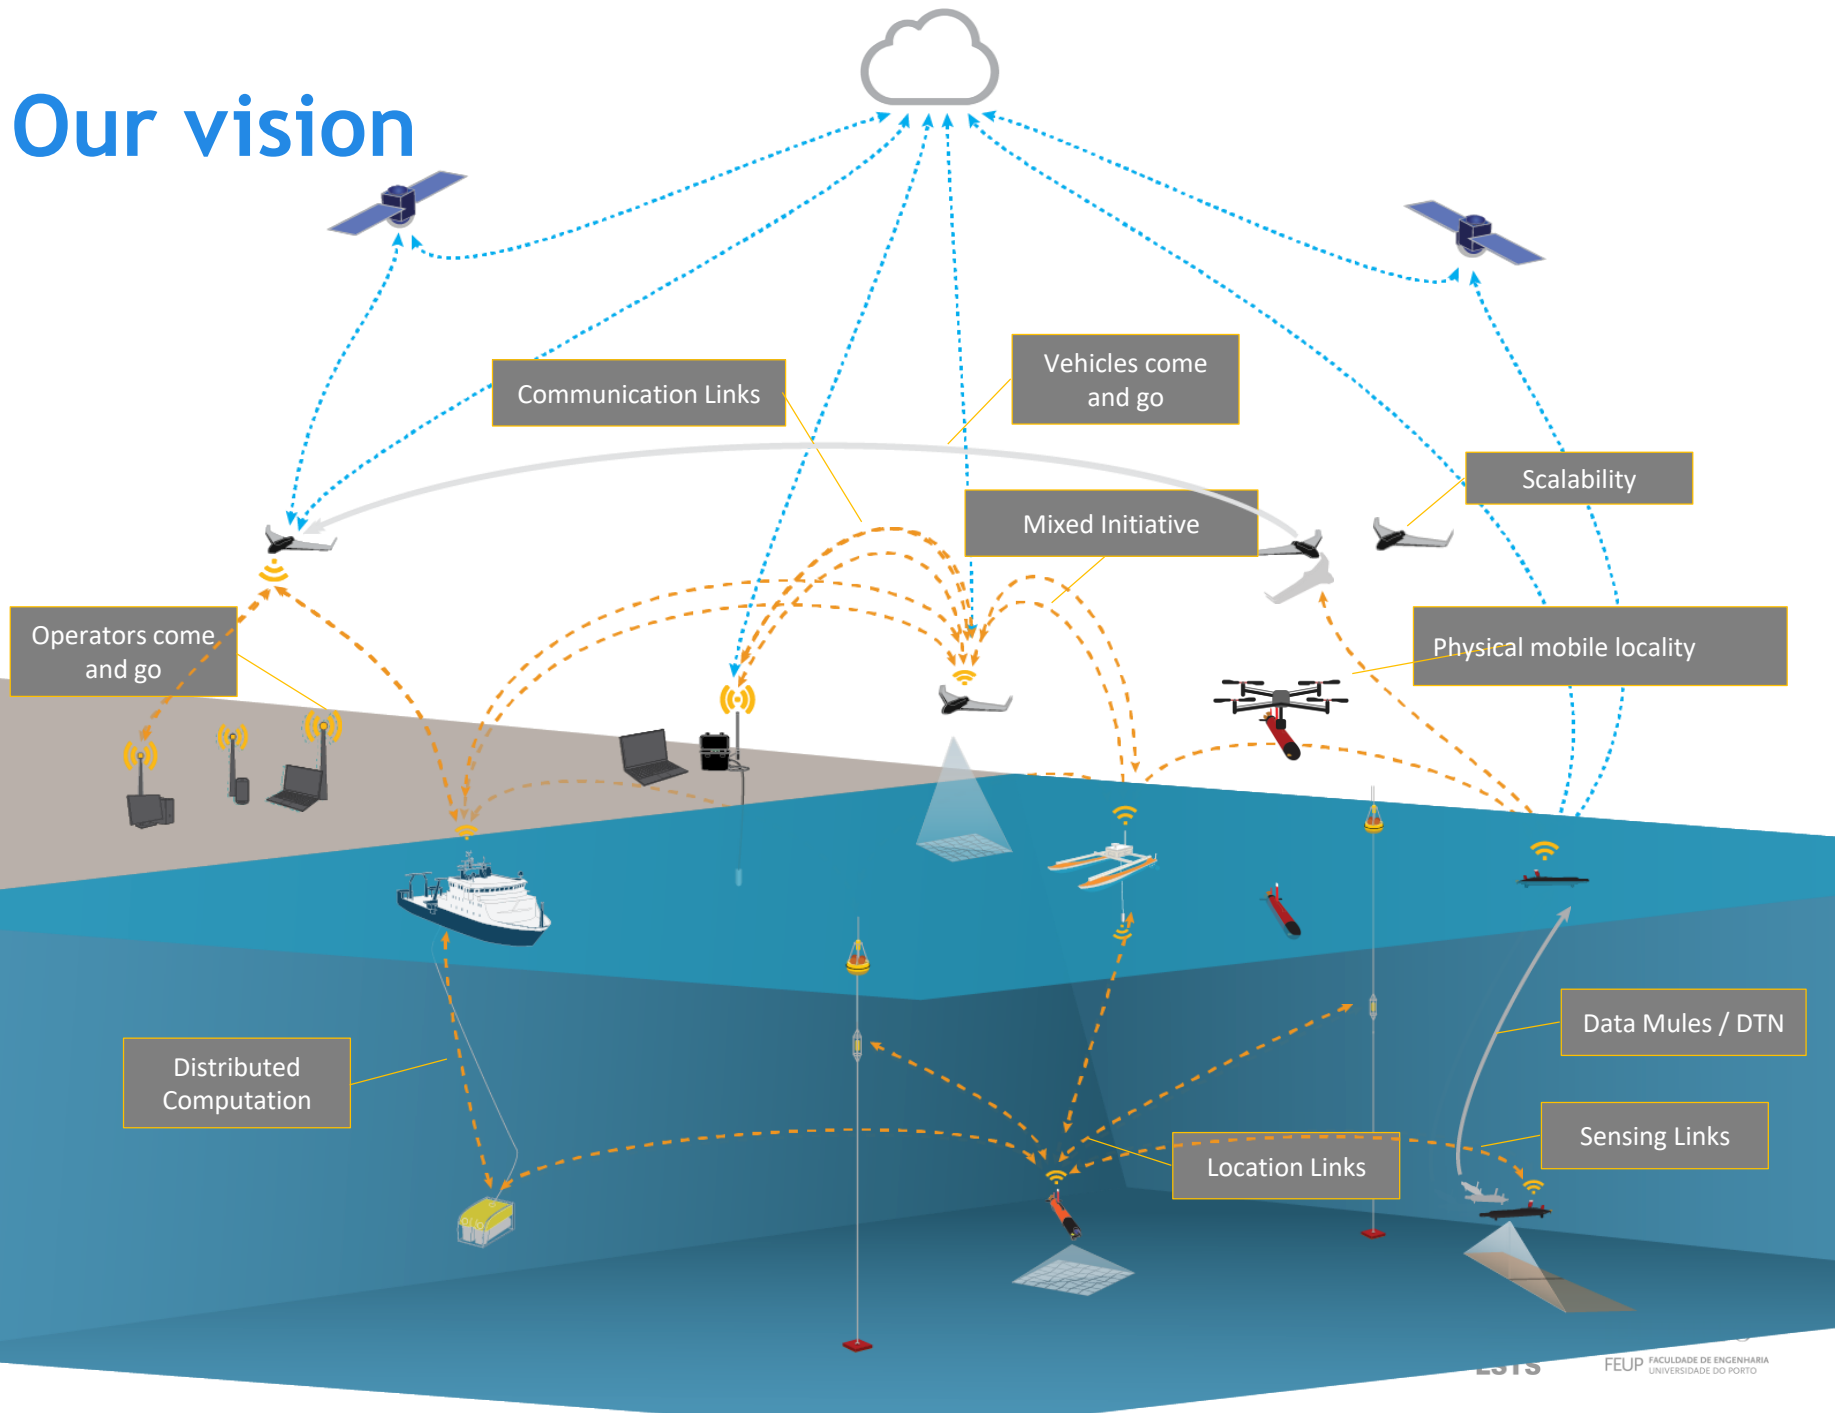 Our vision
Communication Links
Vehicles come
and go
Scalability
Mixed Initiative
Operators come
and go
Physical mobile locality
Data Mules / DTN
Distributed
Computation
Sensing Links
Location Links
LSTS
FEUP FACULDADE DE ENGENHARIA
UNIVERSIDADE DO PORTO